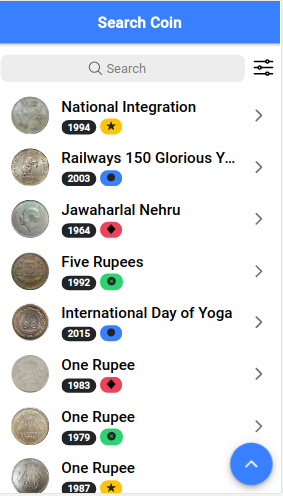 Search Coin
Search
National Integration
1994
Railways 150 Glorious Y...
2003
Jawaharlal Nehru
1964
Five Rupees
1992
International Day of Yoga
2015
One Rupee
1983
One Rupee
1979
One Rupee
1987